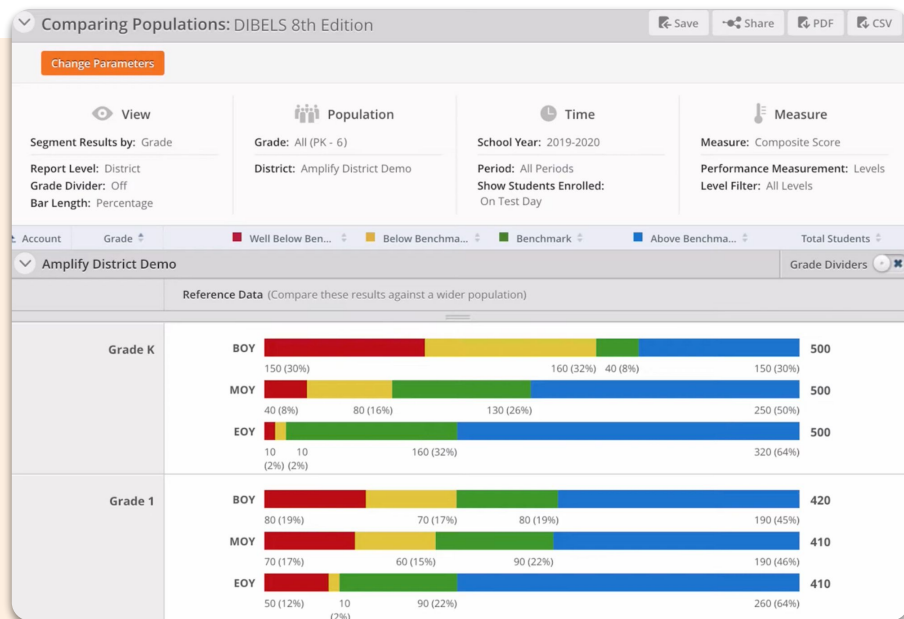 Comparing Populations: DIBELS 8th Edition
Save
Share
PDF
CSV
Change Parameters
View
Segment Results by: Grade
Report Level: District
Grade Divider: Off
Bar Length: Percentage
Population
Grade: All (PK - 6)
District: Amplify District Demo
Time
School Year: 2019-2020
Period: All Periods
Show Students Enrolled:
On Test Day
Measure
Measure: Composite Score
Performance Measurement: Levels
Level Filter: All Levels
Account Grade Well Below Ben... Below Benchma... Benchmark Above Benchma... Total Students
Amplify District Demo
Grade Dividers
Reference Data (Compare these results against a wider population)
Grade K
BOY 500
150 (30%) 160 (32%) 40 (8%) 150 (30%)
MOY 500
40 (8%) 80 (16%) 130 (26%) 250 (50%)
EOY 500
10 10 160 (32%) 320 (64%)
(2%) (2%)
Grade 1
BOY 420
80 (19%) 70 (17%) 80 (19%) 190 (45%)
MOY 410
70 (17%) 60 (15%) 90 (22%) 190 (46%)
EOY 410
50 (12%) 10 90 (22%) 260 (64%)
(2%)